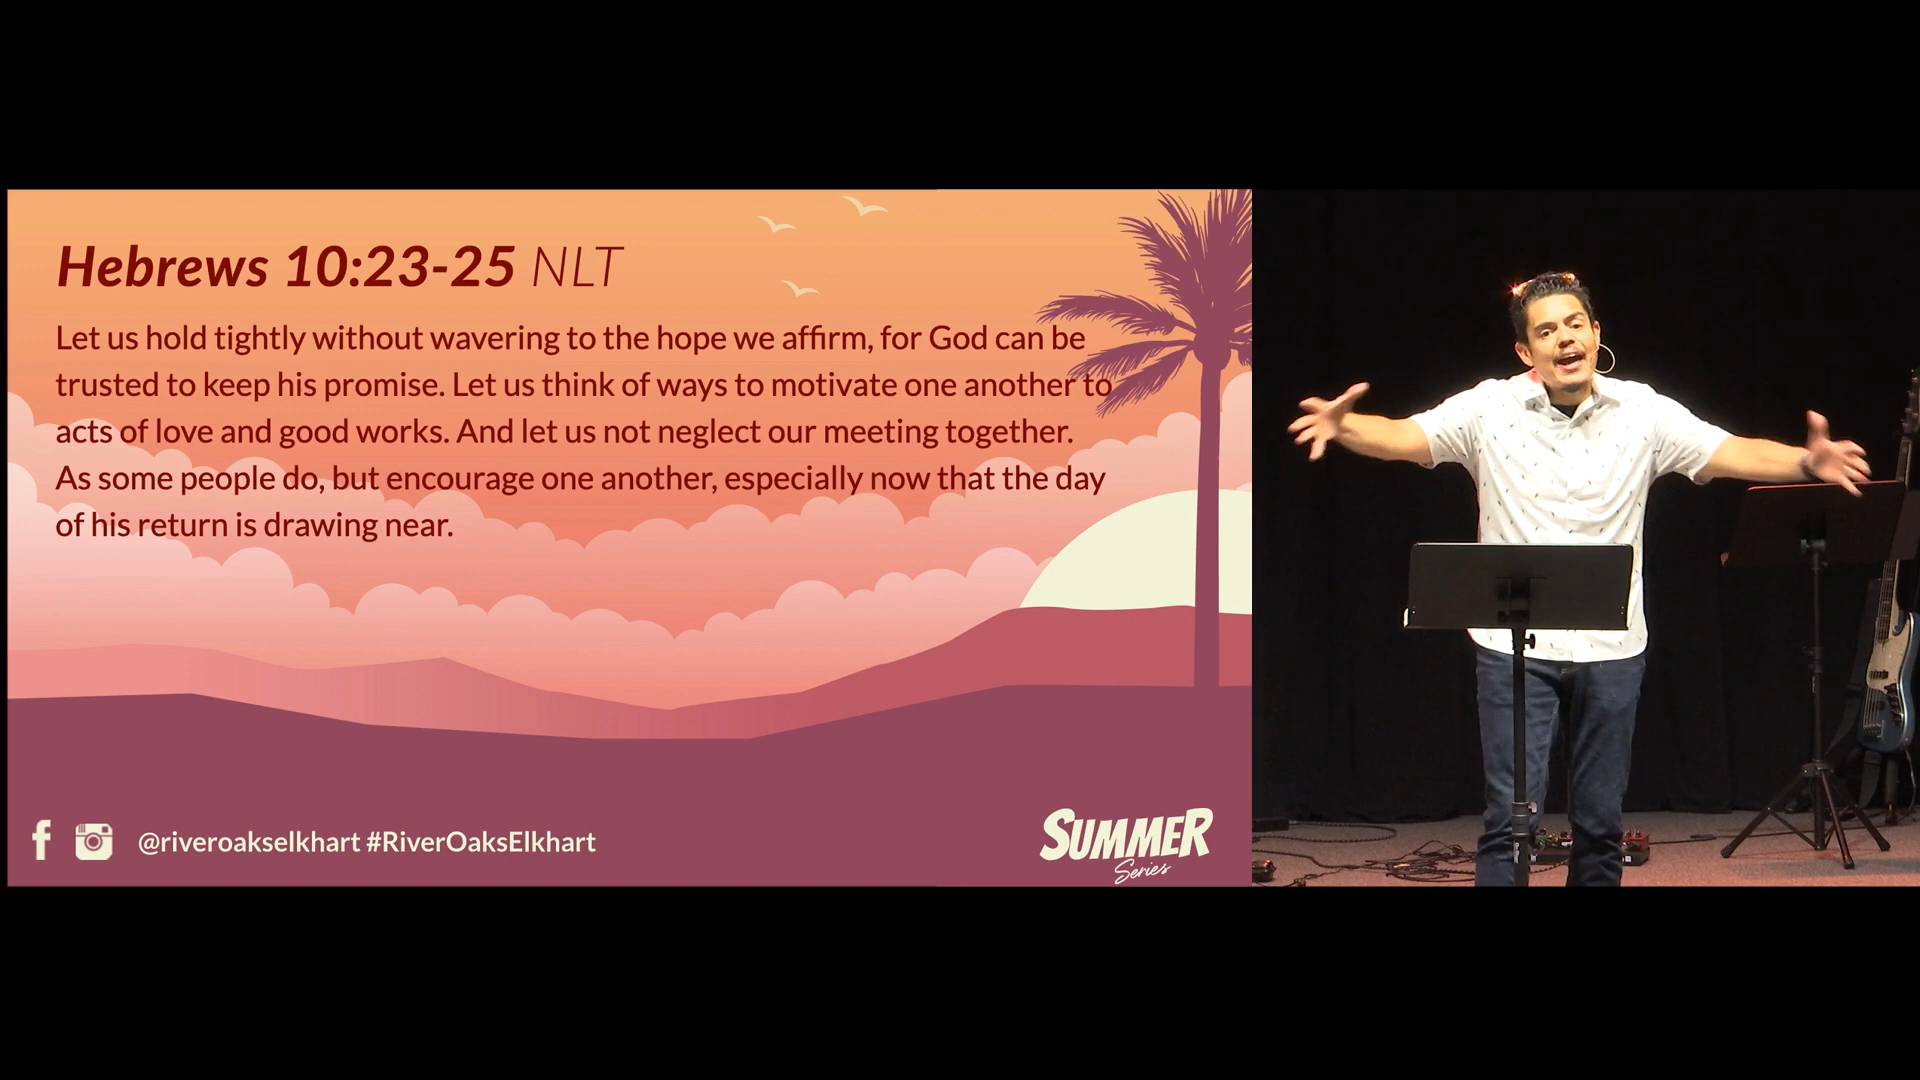 Hebrews 10:23-25 NLT
Let us hold tightly without wavering to the hope we affirm, for God can be
trusted to keep his promise. Let us think of ways to motivate one another to
acts of love and good works. And let us not neglect our meeting together.
As some people do, but encourage one another, especially now that the day
of his return is drawing near.
@riveroakselkhart #RiverOaksElkhart
SUMMER
Series